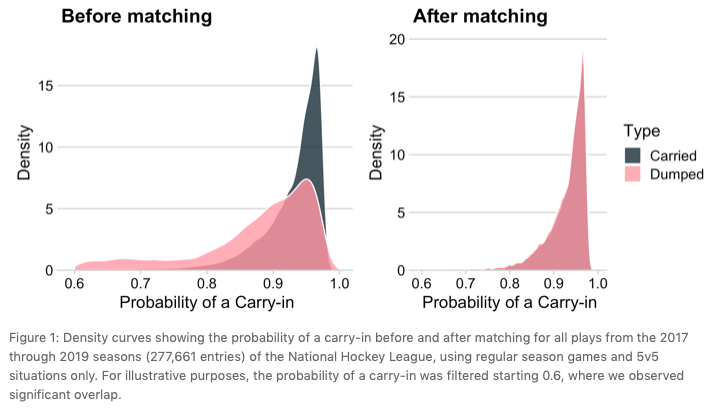 Before matching
After matching
Density
15
10
5
0
0.6 0.7 0.8 0.9 1.0
Probability of a Carry-in
Density
20
15
10
5
0
0.6 0.7 0.8 0.9 1.0
Probability of a Carry-in
Type
Carried
Dumped
Figure 1: Density curves showing the probability of a carry-in before and after matching for all plays from the 2017
through 2019 seasons (277,661 entries) of the National Hockey League, using regular season games and 5v5
situations only. For illustrative purposes, the probability of a carry-in was filtered starting 0.6, where we observed
significant overlap.